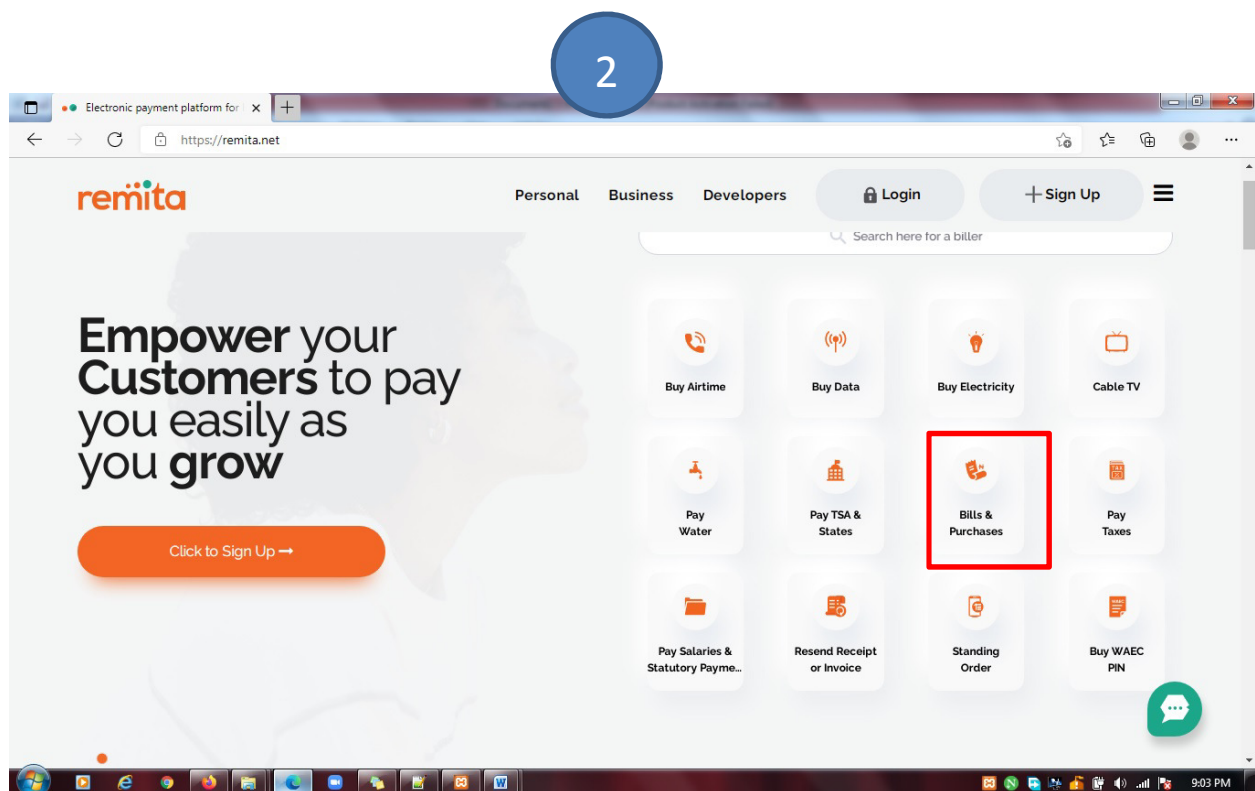 2
Electronic payment platform for
https://remita.net
remita
Personal Business Developers Login Sign Up
Search here for a biller
Empower your
Customers to pay
you easily as
you grow
Click to Sign Up
Buy Airtime
Buy Data
Buy Electricity
Cable TV
Pay
Water
Pay TSA &
States
Bills &
Purchases
Pay
Taxes
Pay Salaries &
Statutory Payme...
Resend Receipt
or Invoice
Standing
Order
Buy WAEC
PIN
9:03 PM